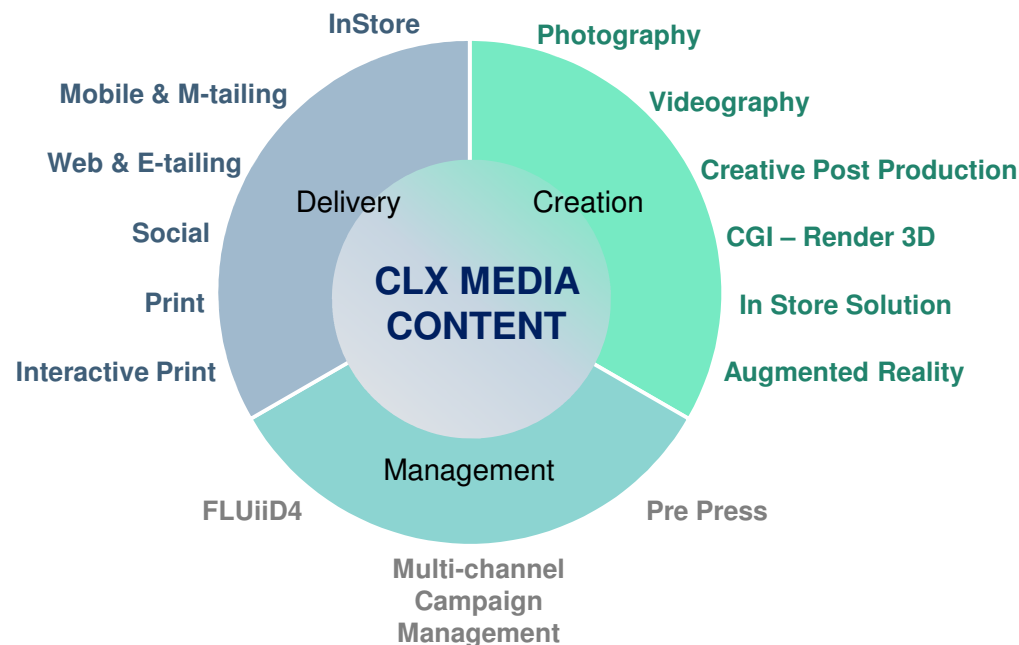 InStore
Photography
Mobile & M-tailing
Videography
Web & E-tailing
Creative Post Production
Delivery
Creation
Social
CGI – Render 3D
CLX MEDIA
CONTENT
Print
In Store Solution
Interactive Print
Augmented Reality
Management
FLUiiD4
Pre Press
Multi-channel
Campaign
Management